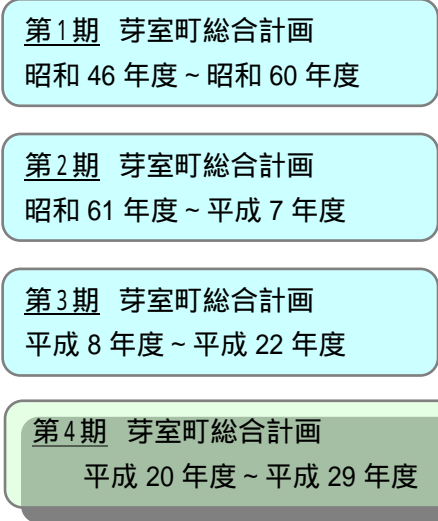 第1期 芽室町総合計画
昭和 46 年度～昭和 60 年度
第2期 芽室町総合計画
昭和 61 年度～平成 7 年度
第3期 芽室町総合計画
平成 8 年度～平成 22 年度
第4期 芽室町総合計画
平成 20 年度～平成 29 年度